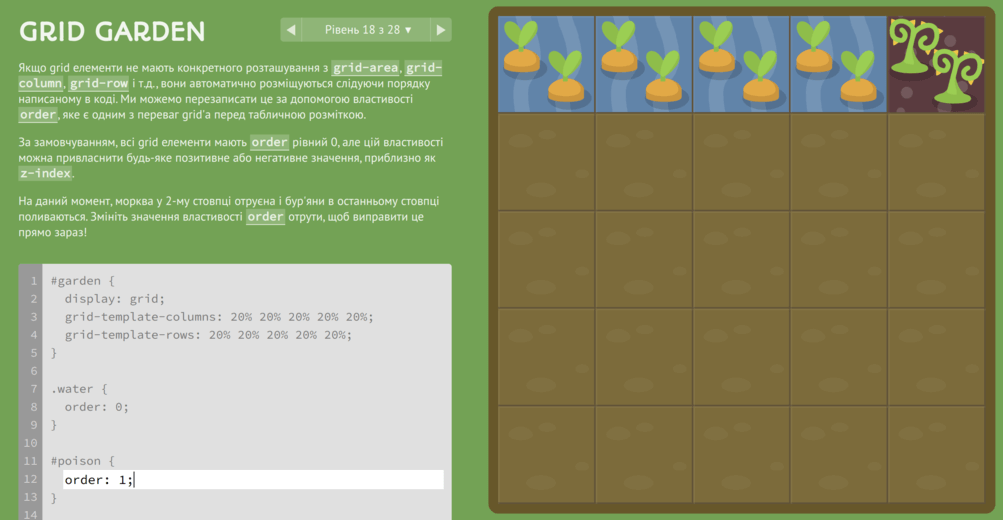 GRID GARDEN
◀ Рівень 18 з 28 ▼ ▶
Якщо grid елементи не мають конкретного розташування з grid-area, grid-
column, grid-row і т.д., вони автоматично розміщуються слідуючи порядку
написаному в коді. Ми можемо перезаписати це за допомогою властивості
order, яке є одним з переваг grid'а перед табличною розміткою.
За замовчуванням, всі grid елементи мають order рівний 0, але цій властивості
можна привласнити будь-яке позитивне або негативне значення, приблизно як
z-index.
На даний момент, морква у 2-му стовпці отруєна і бур'яни в останньому стовпці
поливаються. Змініть значення властивості order отрути, щоб виправити це
прямо зараз!
1 #garden {
2 display: grid;
3 grid-template-columns: 20% 20% 20% 20% 20%;
4 grid-template-rows: 20% 20% 20% 20% 20%;
5 }
6
7 .water {
8 order: 0;
9 }
10
11 #poison {
12 order: 1;
13 }
14